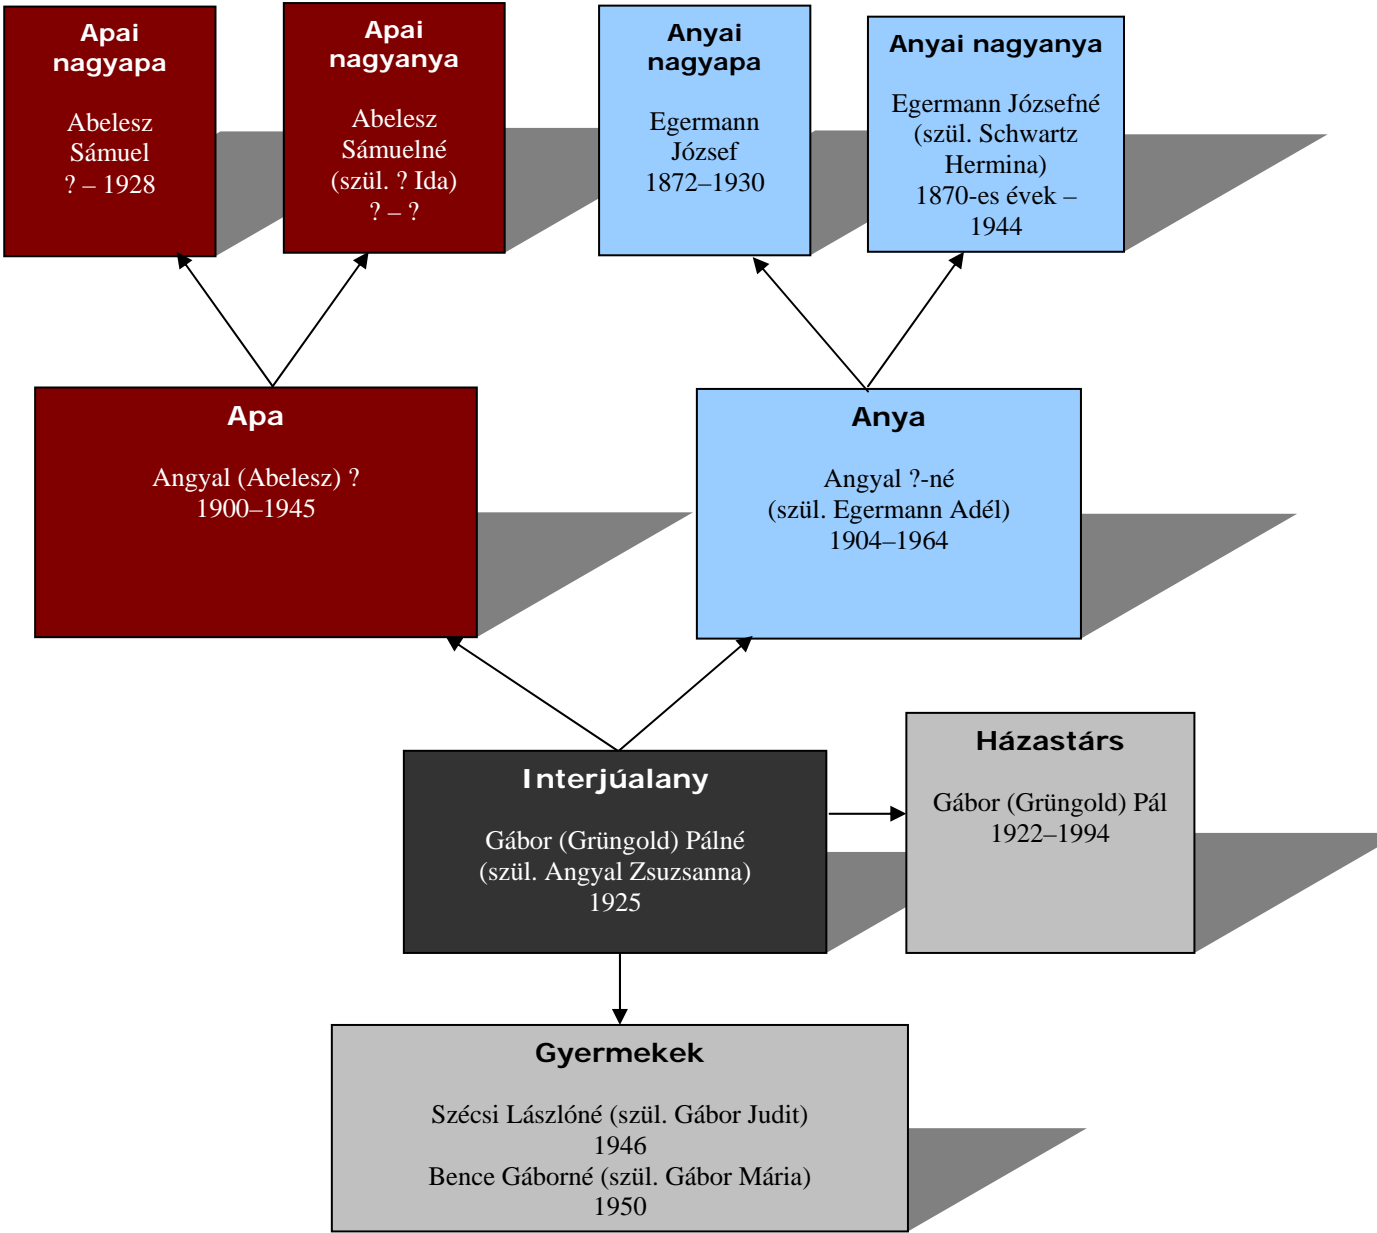 Apai
nagyapa
Abelesz
Sámuel
? – 1928
Apai
nagyanya
Abelesz
Sámuelné
(szül. ? Ida)
? – ?
Anyai
nagyapa
Egermann
József
1872–1930
Anyai nagyanya
Egermann Józsefné
(szül. Schwartz
Hermina)
1870-es évek –
1944
Apa
Angyal (Abelesz) ?
1900–1945
Anya
Angyal ?-né
(szül. Egermann Adél)
1904–1964
Interjúalany
Gábor (Grüngold) Pálné
(szül. Angyal Zsuzsanna)
1925
Házastárs
Gábor (Grüngold) Pál
1922–1994
Gyermekek
Szécsi Lászlóné (szül. Gábor Judit)
1946
Bence Gáborné (szül. Gábor Mária)
1950